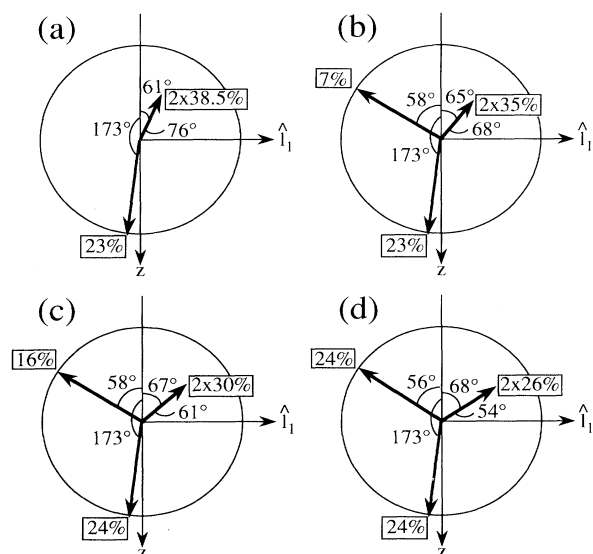 (a)
61°
2x38.5%
173°
76°
l̂₁
23%
z
(b)
7%
58°
65°
2x35%
68°
173°
l̂₁
23%
z
(c)
16%
58°
67°
2x30%
61°
173°
l̂₁
24%
z
(d)
24%
56°
68°
2x26%
54°
173°
l̂₁
24%
z